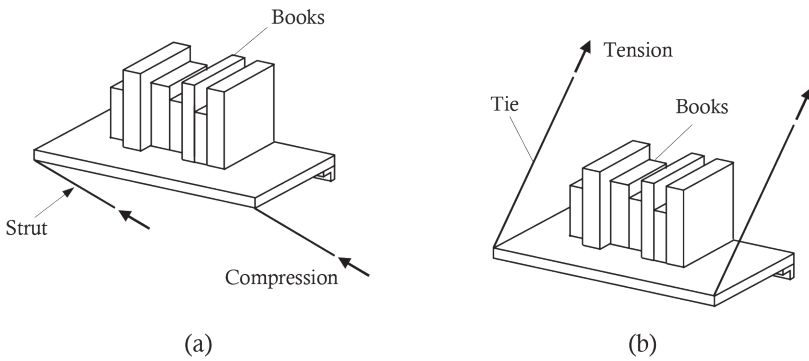 Books
Strut
Compression
(a)
Tension
Tie
Books
(b)